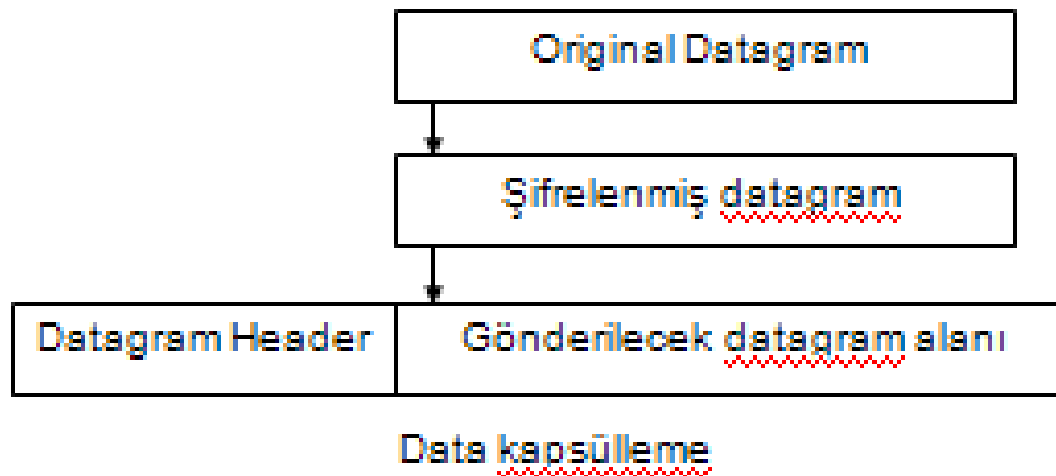 Original Datagram
Şifrelenmiş datagram
Datagram Header Gönderilecek datagram alanı
Data kapsülleme